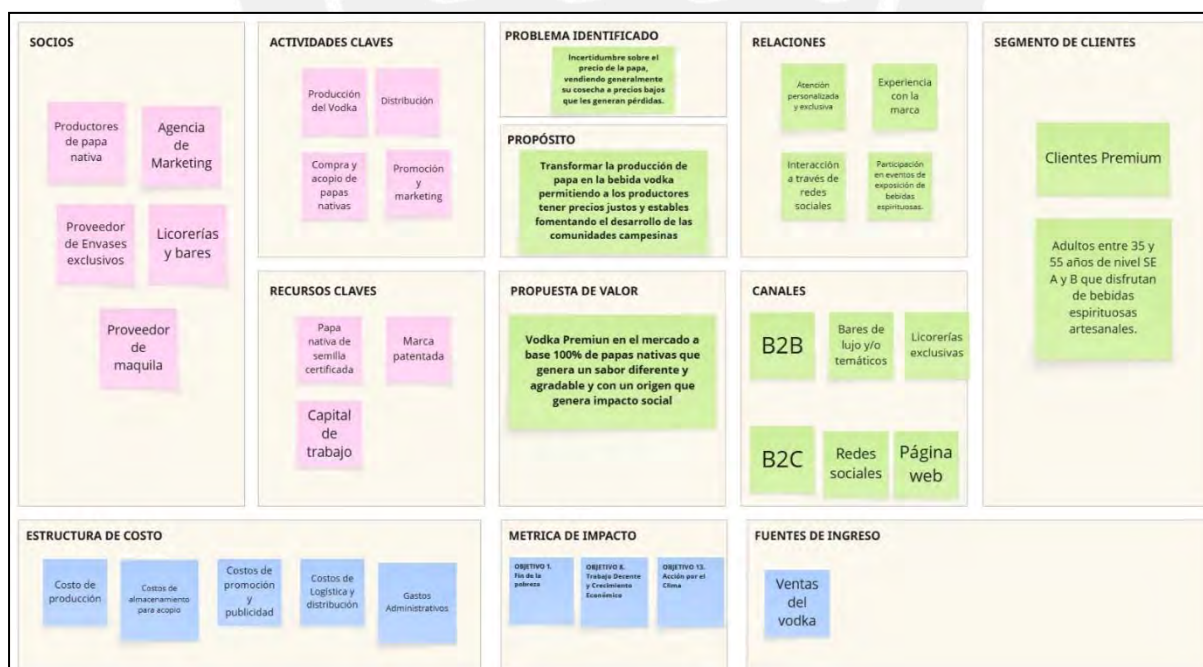 SOCIOS
Productores
de papa
nativa
Agencia
de
Marketing
Proveedor
de Envases
exclusivos
Licorerías
y bares
Proveedor
de
maquila
ACTIVIDADES CLAVES
Producción
del Vodka
Distribución
Compra y
acopio de
papas
nativas
Promoción
y
marketing
RECURSOS CLAVES
Papa
nativa de
semilla
certificada
Marca
patentada
Capital
de
trabajo
PROBLEMA IDENTIFICADO
Incertidumbre sobre el
precio de la papa,
vendiendo generalmente
su cosecha a precios bajos
que les generan pérdidas.
PROPÓSITO
Transformar la producción de
papa en la bebida vodka
permitiendo a los productores
tener precios justos y estables
fomentando el desarrollo de las
comunidades campesinas
PROPUESTA DE VALOR
Vodka Premiun en el mercado a
base 100% de papas nativas que
genera un sabor diferente y
agradable y con un origen que
genera impacto social
RELACIONES
Atención
personalizada
y exclusiva
Experiencia
con la
marca
Interacción
a través de
redes
sociales
Participación
en eventos de
exposición de
bebidas
espirituosas.
CANALES
B2B
Bares de
lujo y/o
temáticos
Licorerías
exclusivas
B2C
Redes
sociales
Página
web
SEGMENTO DE CLIENTES
Clientes Premium
Adultos entre 35 y
55 años de nivel SE
A y B que disfrutan
de bebidas
espirituosas
artesanales.
ESTRUCTURA DE COSTO
Costo de
producción
Costos de
almacenamiento
para acopio
Costos de
promoción
y
publicidad
Costos de
Logística y
distribución
Gastos
Administrativos
METRICA DE IMPACTO
OBJETIVO 1.
Fin de la
pobreza
OBJETIVO 8.
Trabajo Decente
y Crecimiento
Económico
OBJETIVO 13.
Acción por el
Clima
FUENTES DE INGRESO
Ventas
del
vodka